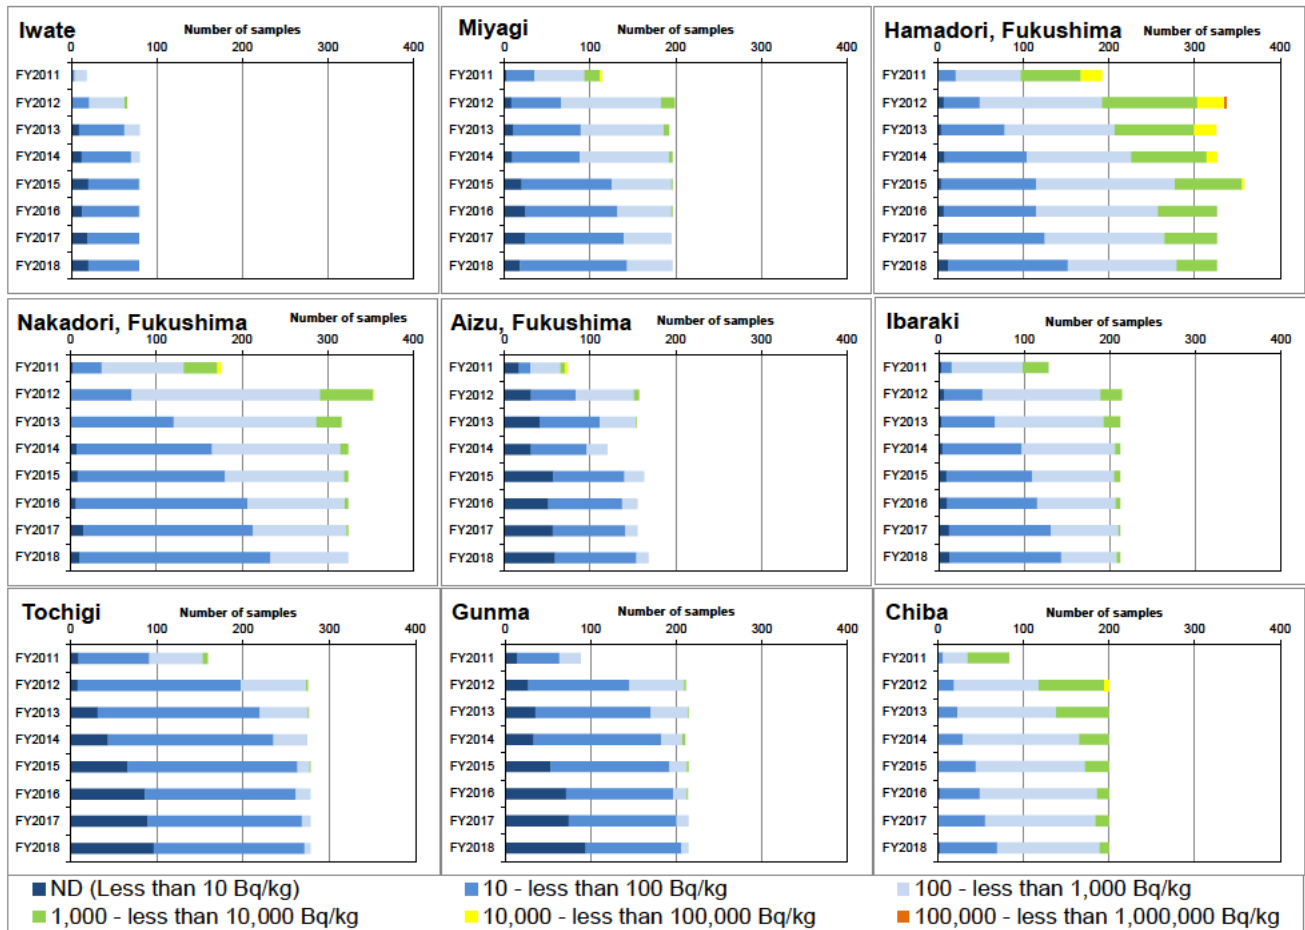 Iwate
Number of samples
0 100 200 300 400
FY2011
FY2012
FY2013
FY2014
FY2015
FY2016
FY2017
FY2018
Miyagi
Number of samples
0 100 200 300 400
FY2011
FY2012
FY2013
FY2014
FY2015
FY2016
FY2017
FY2018
Hamadori, Fukushima
Number of samples
0 100 200 300 400
FY2011
FY2012
FY2013
FY2014
FY2015
FY2016
FY2017
FY2018
Nakadori, Fukushima
Number of samples
0 100 200 300 400
FY2011
FY2012
FY2013
FY2014
FY2015
FY2016
FY2017
FY2018
Aizu, Fukushima
Number of samples
0 100 200 300 400
FY2011
FY2012
FY2013
FY2014
FY2015
FY2016
FY2017
FY2018
Ibaraki
Number of samples
0 100 200 300 400
FY2011
FY2012
FY2013
FY2014
FY2015
FY2016
FY2017
FY2018
Tochigi
Number of samples
0 100 200 300 400
FY2011
FY2012
FY2013
FY2014
FY2015
FY2016
FY2017
FY2018
Gunma
Number of samples
0 100 200 300 400
FY2011
FY2012
FY2013
FY2014
FY2015
FY2016
FY2017
FY2018
Chiba
Number of samples
0 100 200 300 400
FY2011
FY2012
FY2013
FY2014
FY2015
FY2016
FY2017
FY2018
ND (Less than 10 Bq/kg)
10 - less than 100 Bq/kg
100 - less than 1,000 Bq/kg
1,000 - less than 10,000 Bq/kg
10,000 - less than 100,000 Bq/kg
100,000 - less than 1,000,000 Bq/kg